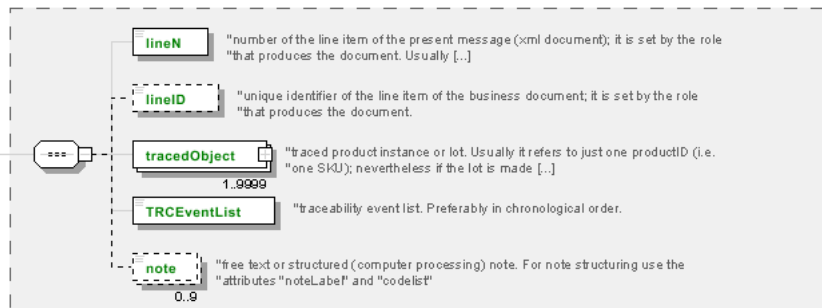 lineN
"number of the line item of the present message (xml document); it is set by the role
"that produces the document. Usually [...]
lineID
"unique identifier of the line item of the business document; it is set by the role
"that produces the document.
tracedObject
"traced product instance or lot. Usually it refers to just one productID (i.e.
"one SKU); nevertheless if the lot is made [...]
1..9999
TRCEventList
"traceability event list. Preferably in chronological order.
note
"free text or structured (computer processing) note. For note structuring use the
"attributes "noteLabel" and "codelist"
0..9